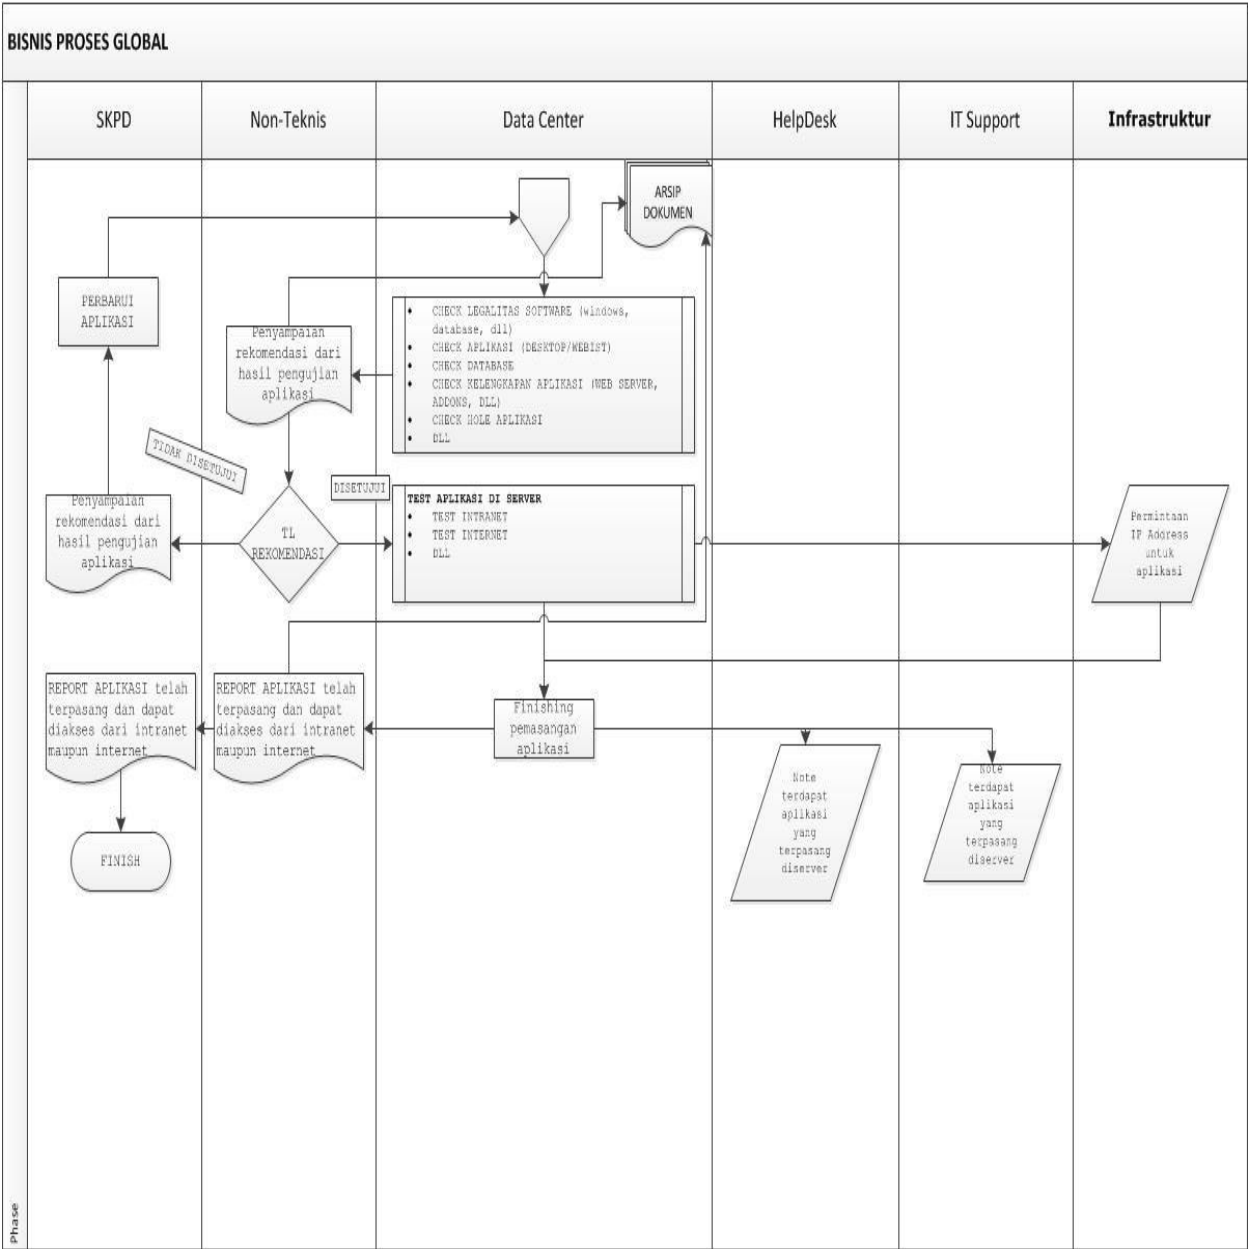 BISNIS PROSES GLOBAL
SKPD
Non-Teknis
Data Center
HelpDesk
IT Support
Infrastruktur
ARSIP
DOKUMEN
PERBARUI
APLIKASI
Penyampaian
rekomendasi dari
hasil pengujian
aplikasi
• CHECK LEGALITAS SOFTWARE (windows,
database, dll)
• CHECK APLIKASI (DESKTOP/WEBIST)
• CHECK DATABASE
• CHECK KELENGKAPAN APLIKASI (WEB SERVER,
ADDONS, DLL)
• CHECK HOLE APLIKASI
• DLL
TIDAK DISETUJUI
DISETUJUI
Penyampaian
rekomendasi dari
hasil pengujian
aplikasi
TL
REKOMENDASI
TEST APLIKASI DI SERVER
• TEST INTRANET
• TEST INTERNET
• DLL
Permintaan
IP Address
untuk
aplikasi
REPORT APLIKASI telah
terpasang dan dapat
diakses dari intranet
maupun internet
REPORT APLIKASI telah
terpasang dan dapat
diakses dari intranet
maupun internet
Finishing
pemasangan
aplikasi
Note
terdapat
aplikasi
yang
terpasang
diserver
Note
terdapat
aplikasi
yang
terpasang
diserver
FINISH
Phase